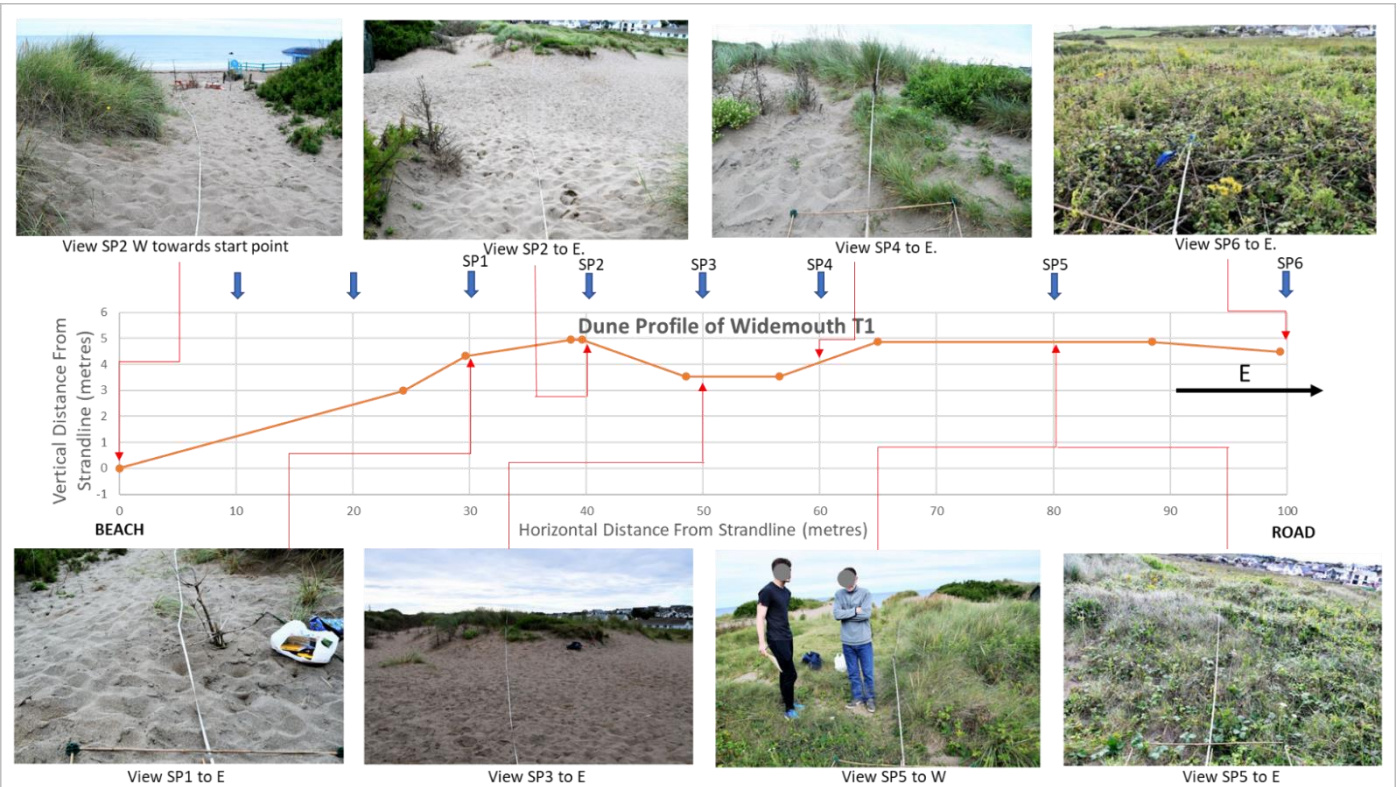 View SP2 W towards start point
View SP2 to E.
View SP4 to E.
View SP6 to E.
SP1
SP2
SP3
SP4
SP5
SP6
Dune Profile of Widemouth T1
Vertical Distance From
Strandline (metres)
6
5
4
3
2
1
0
-1
E
0
10
20
30
40
50
60
70
80
90
100
BEACH
Horizontal Distance From Strandline (metres)
ROAD
View SP1 to E
View SP3 to E
View SP5 to W
View SP5 to E